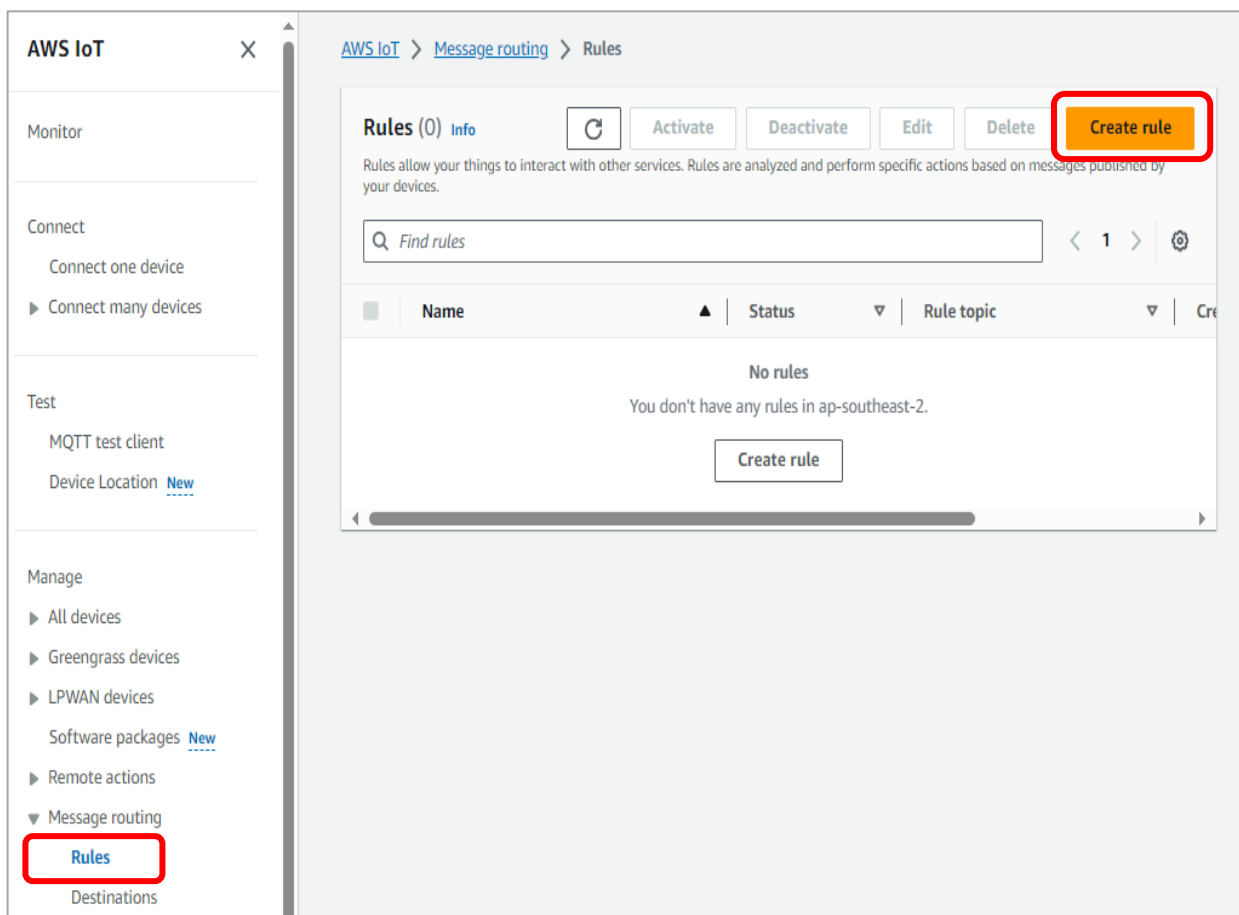 AWS IoT
Monitor
Connect
Connect one device
Connect many devices
Test
MQTT test client
Device Location New
Manage
All devices
Greengrass devices
LPWAN devices
Software packages New
Remote actions
Message routing
Rules
Destinations
AWS IoT > Message routing > Rules
Rules (0) Info
Activate
Deactivate
Edit
Delete
Create rule
Rules allow your things to interact with other services. Rules are analyzed and perform specific actions based on messages published by
your devices.
Find rules
1
Name
Status
Rule topic
Cre
No rules
You don't have any rules in ap-southeast-2.
Create rule